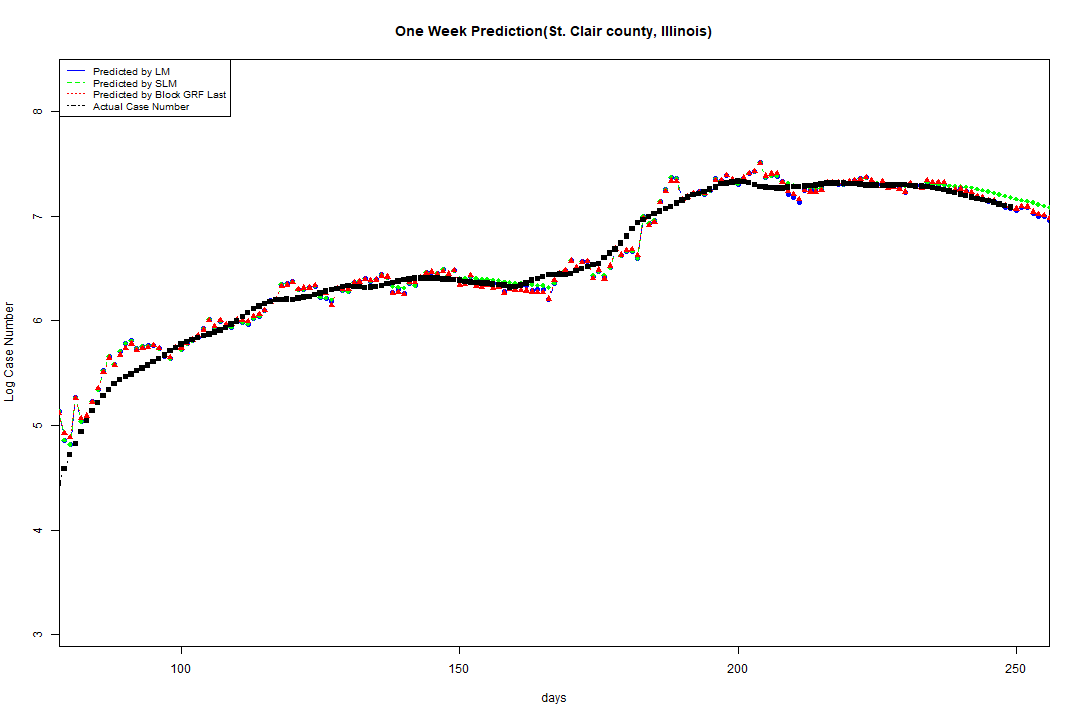 One Week Prediction(St. Clair county, Illinois)
Predicted by LM
Predicted by SLM
Predicted by Block GRF Last
Actual Case Number
8
7
6
5
4
3
Log Case Number
100 150 200 250
days